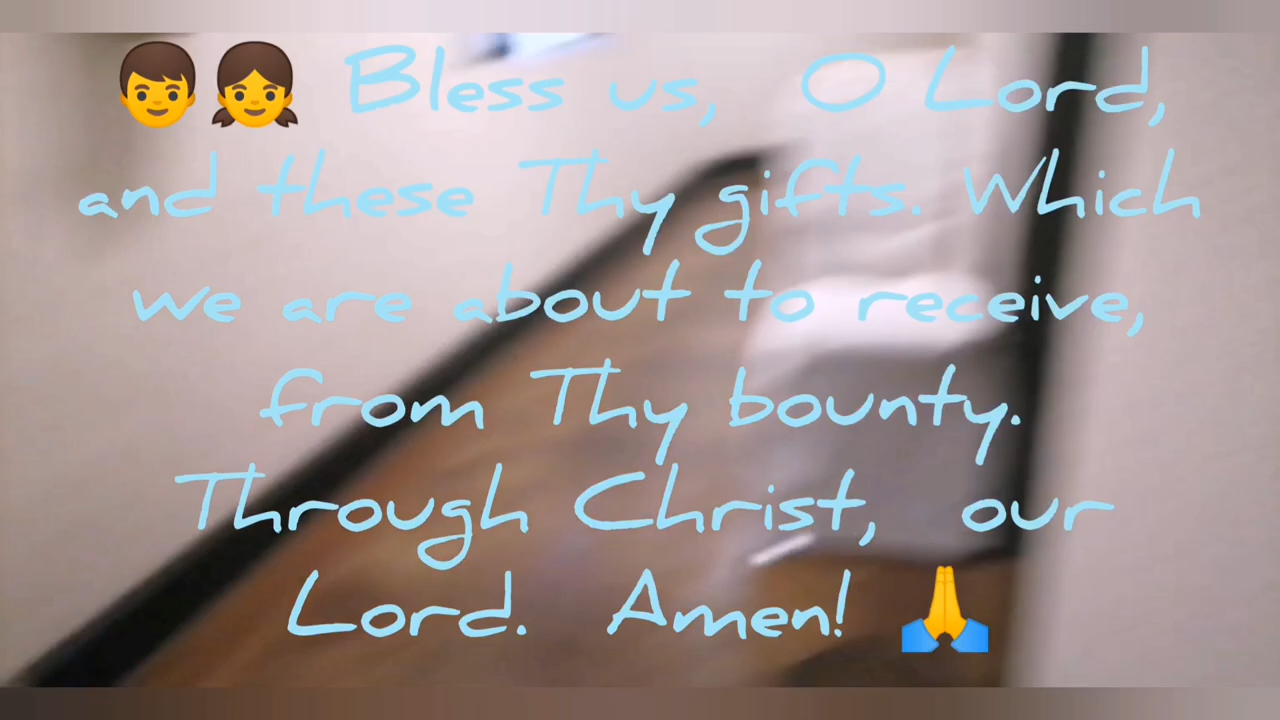 👦👧 Bless us, O Lord,
and these Thy gifts. Which
we are about to receive,
from Thy bounty.
Through Christ, our
Lord. Amen! 🙏